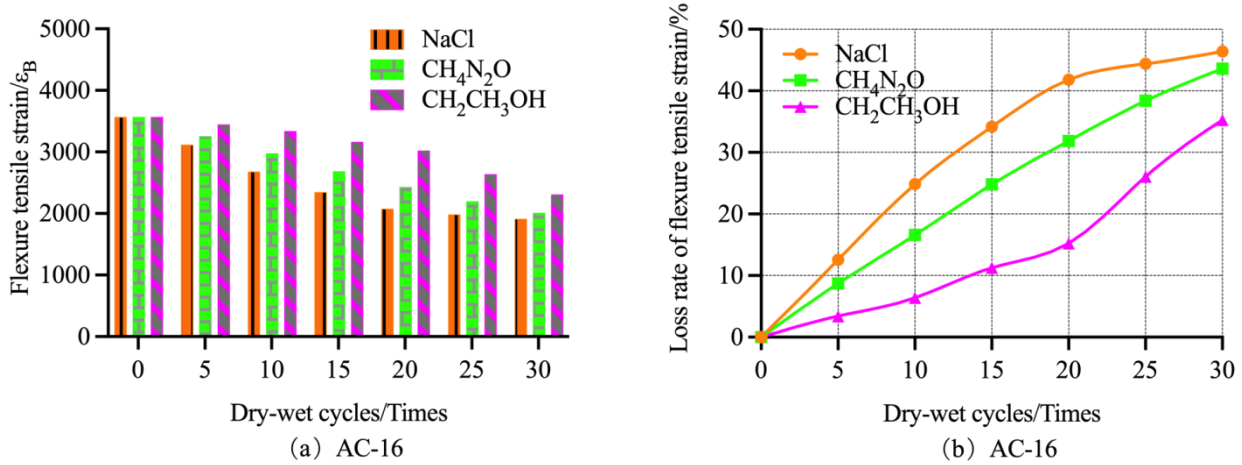 Flexure tensile strain/εB
5000
4000
3000
2000
1000
0
NaCl
CH4N2O
CH2CH3OH
0 5 10 15 20 25 30
Dry-wet cycles/Times
(a) AC-16
Loss rate of flexure tensile strain/%
50
40
30
20
10
0
NaCl
CH4N2O
CH2CH3OH
0 5 10 15 20 25 30
Dry-wet cycles/Times
(b) AC-16